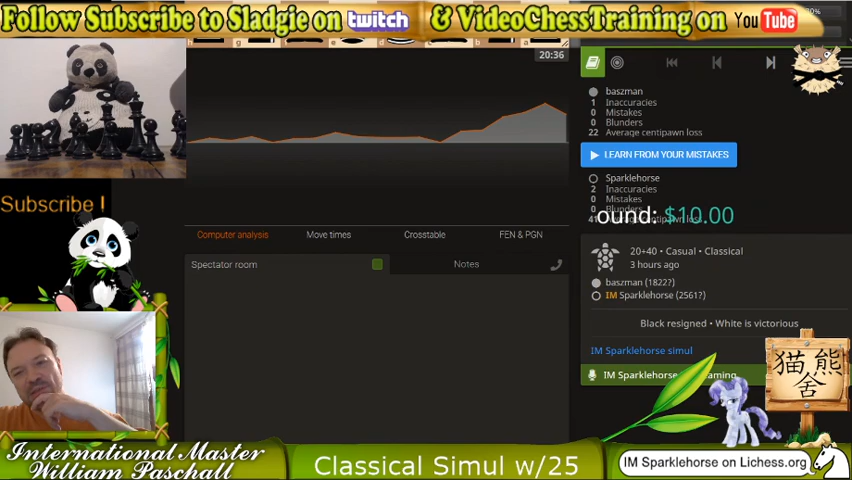 Follow Subscribe to Sladgie on twitch & VideoChessTraining on YouTube
20:36
baszman
1 Inaccuracies
0 Mistakes
0 Blunders
22 Average centipawn loss
LEARN FROM YOUR MISTAKES
Sparklehorse
2 Inaccuracies
0 Mistakes
0 Blunders
ound: $10.00
Subscribe !
Computer analysis Move times Crosstable FEN & PGN
Spectator room Notes
20+40 • Casual • Classical
3 hours ago
baszman (1822?)
IM Sparklehorse (2561?)
Black resigned • White is victorious
IM Sparklehorse simul
IM Sparklehorse
猫熊
舍
International Master
William Paschall
Classical Simul w/25
IM Sparklehorse on Lichess.org